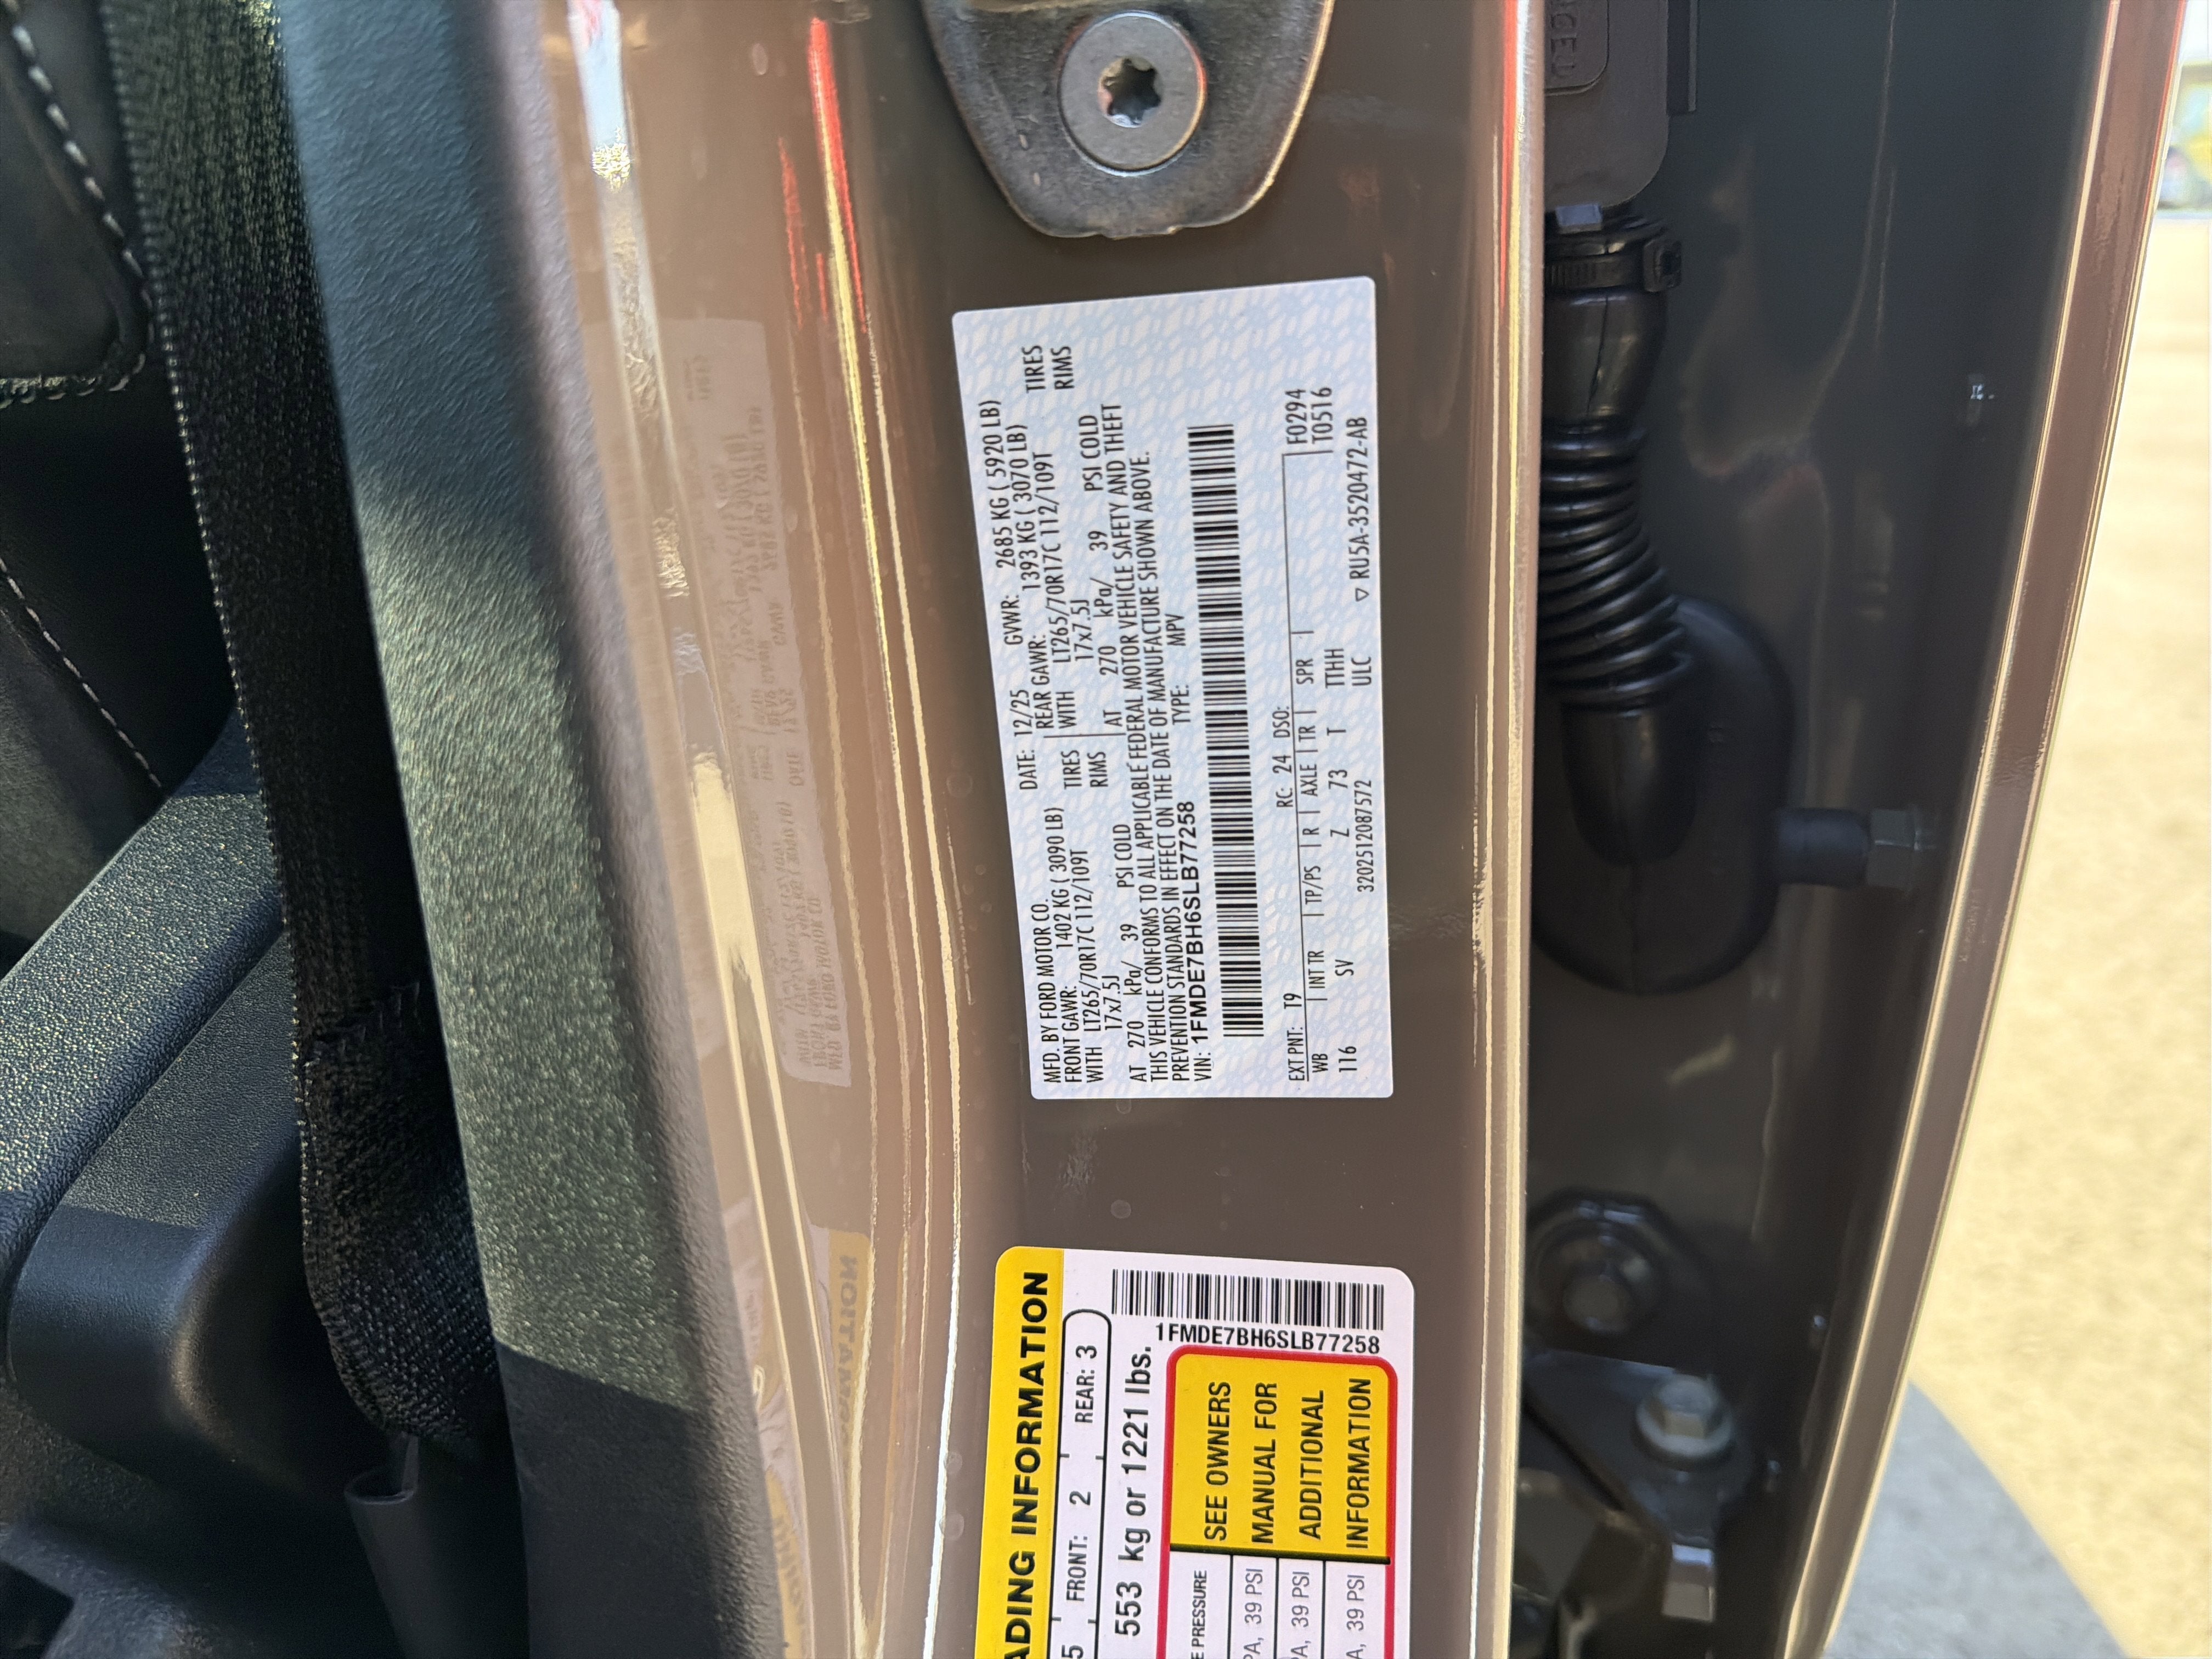 MFD. BY FORD MOTOR CO. DATE: 12/25 GVWR: 2685 KG ( 5920 LB)
FRONT GAWR: 1402 KG ( 3090 LB) REAR GAWR: 1393 KG ( 3070 LB)
WITH LT265/70R17C 112/109T TIRES WITH LT265/70R17C 112/109T TIRES
17x7.5J RIMS 17x7.5J RIMS
AT 270 kPa/ 39 PSI COLD AT 270 kPa/ 39 PSI COLD
THIS VEHICLE CONFORMS TO ALL APPLICABLE FEDERAL MOTOR VEHICLE SAFETY AND THEFT
PREVENTION STANDARDS IN EFFECT ON THE DATE OF MANUFACTURE SHOWN ABOVE.
VIN: 1FMDE7BH6SLB77258 TYPE: MPV
EXT PNT: T9 RC: 24 DSO: F0294
WB INT TR TP/PS R AXLE TR SPR T0516
116 SV Z 73 T TTHH
3202512087572 ULC ▽ RU5A-3520472-AB
ADING INFORMATION
5 FRONT: 2 REAR: 3
553 kg or 1221 lbs.
1FMDE7BH6SLB77258
E PRESSURE
PA, 39 PSI
A, 39 PSI
A, 39 PSI
SEE OWNERS
MANUAL FOR
ADDITIONAL
INFORMATION